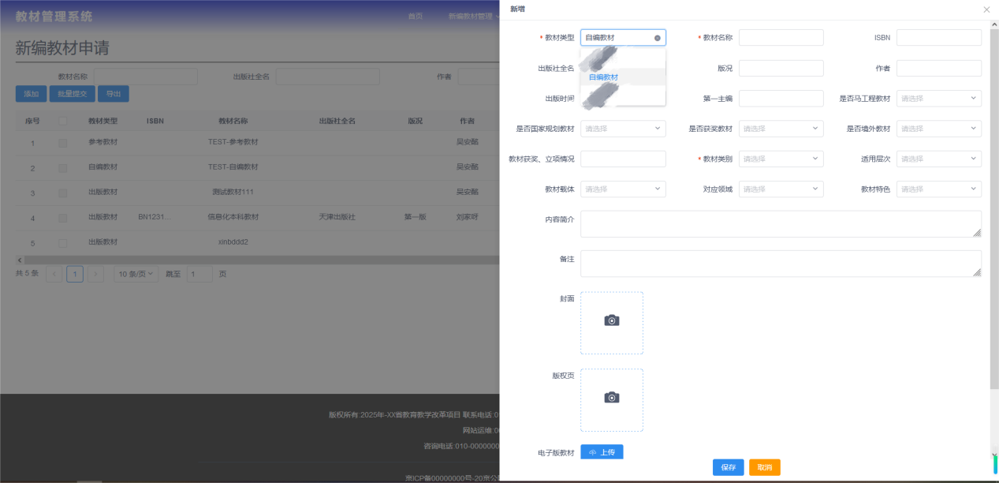 教材管理系统
首页 新编教材管理
新编教材申请
教材名称 出版社全名 作者
添加 批量提交 导出
序号 教材类型 ISBN 教材名称 出版社全名 版况 作者
1 参考教材 TEST-参考教材 吴安懿
2 自编教材 TEST-自编教材 吴安懿
3 出版教材 测试教材111 吴安懿
4 出版教材 BN1231... 信息化本科教材 天津出版社 第一版 刘家呀
5 出版教材 xinbddd2
共 5 条 1 10 条/页 跳至 1 页
版权所有 2025年-XX省教育教学改革项目 联系电话:0
网站运维:0
咨询电话:010-0000000
京ICP备00000000号-20京公
新增
* 教材类型 自编教材 * 教材名称 ISBN
出版社全名 版况 作者
自编教材
出版时间 第一主编 是否马工程教材 请选择
是否国家规划教材 请选择 是否获奖教材 请选择 是否境外教材 请选择
教材获奖、立项情况 * 教材类别 请选择 适用层次 请选择
教材载体 请选择 对应领域 请选择 教材特色 请选择
内容简介
备注
封面
版权页
电子版教材 上传
保存 取消